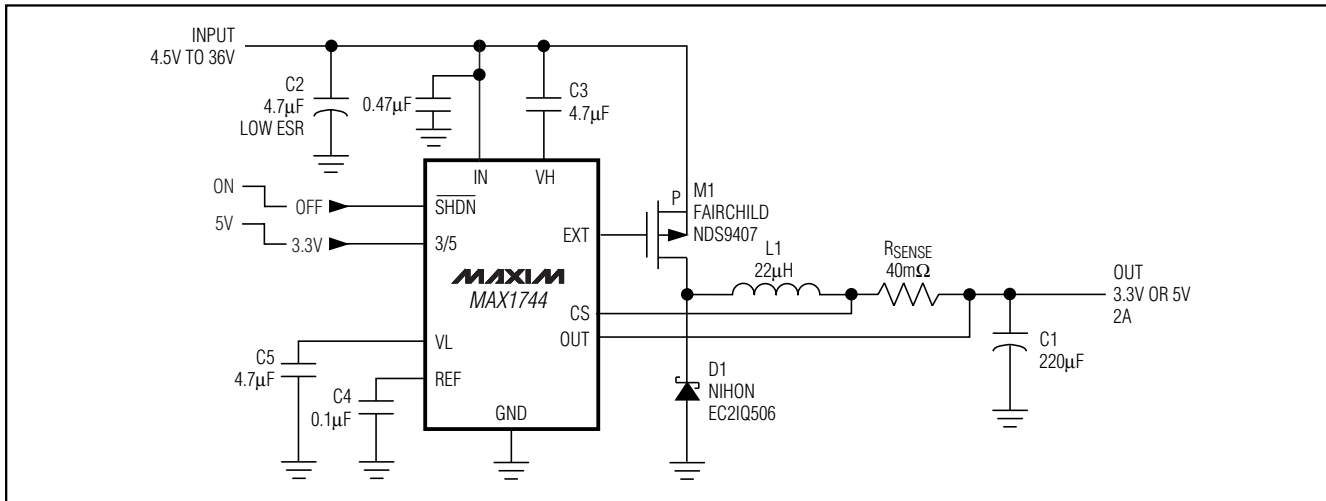 INPUT
4.5V TO 36V
C2
4.7µF
LOW ESR
0.47µF
C3
4.7µF
IN
VH
ON
OFF
SHDN
5V
3.3V
3/5
EXT
P
M1
FAIRCHILD
NDS9407
MAXIM
MAX1744
L1
22µH
RSENSE
40mΩ
OUT
3.3V OR 5V
2A
CS
OUT
C1
220µF
C5
4.7µF
VL
REF
C4
0.1µF
GND
D1
NIHON
EC2IQ506